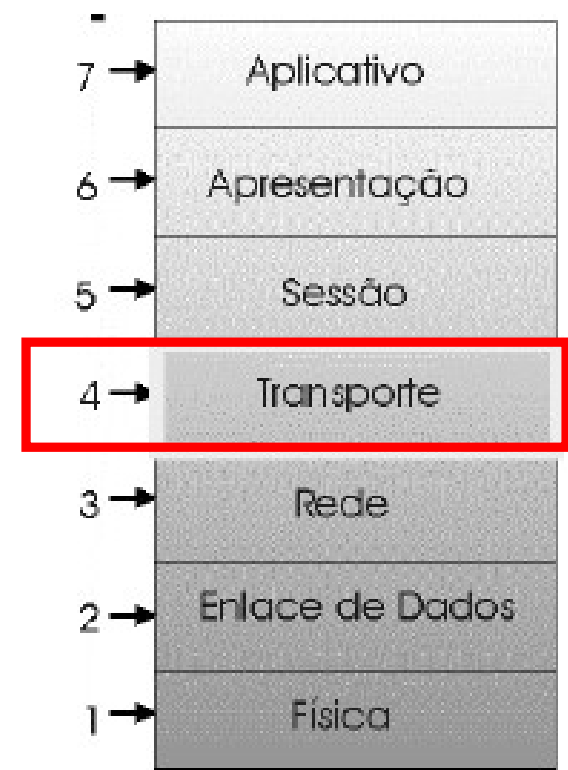 7 Aplicativo
6 Apresentação
5 Sessão
4 Transporte
3 Rede
2 Enlace de Dados
1 Física